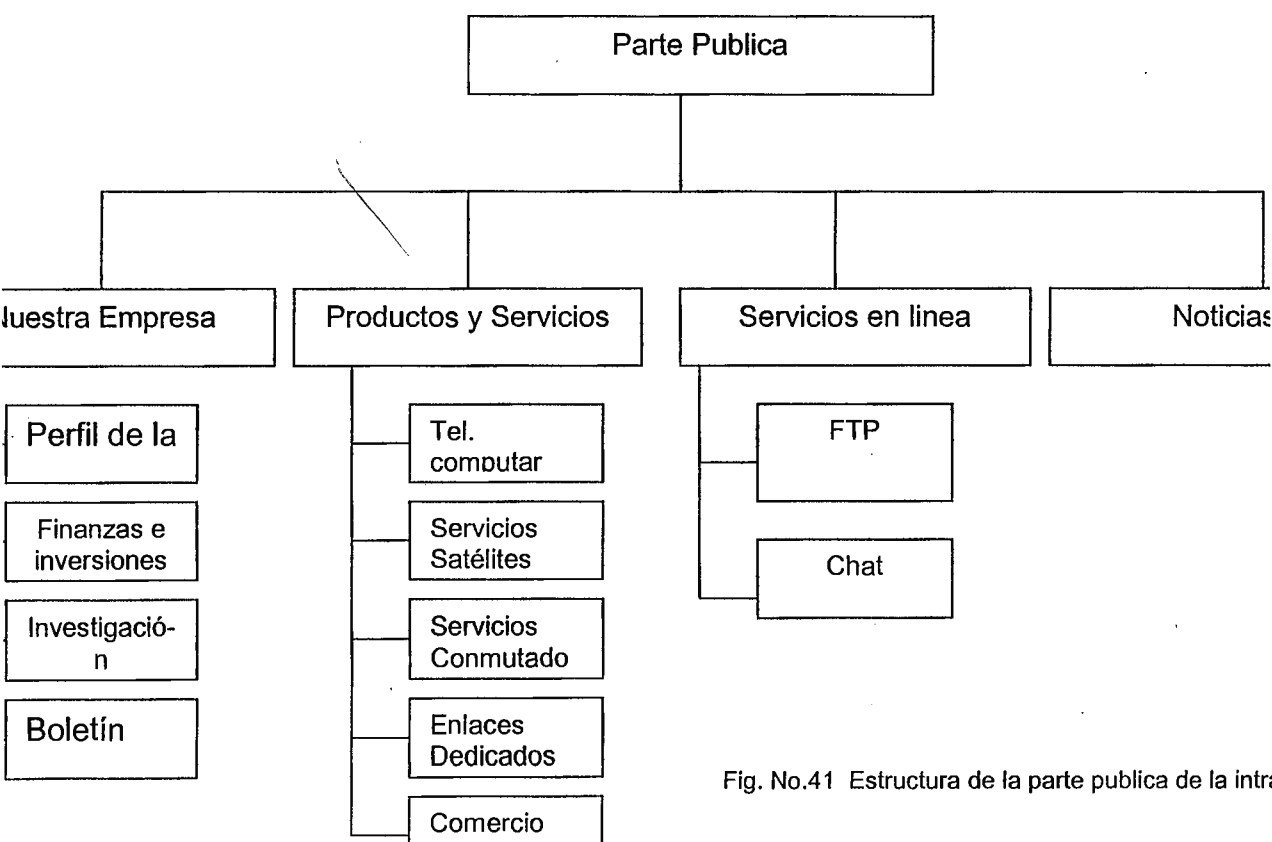 Parte Publica
uestra Empresa
Productos y Servicios
Servicios en linea
Noticias
Perfil de la
Finanzas e
inversiones
Investigació-
n
Boletín
Tel.
computar
Servicios
Satélites
Servicios
Conmutado
Enlaces
Dedicados
Comercio
FTP
Chat
Fig. No.41 Estructura de la parte publica de la intra